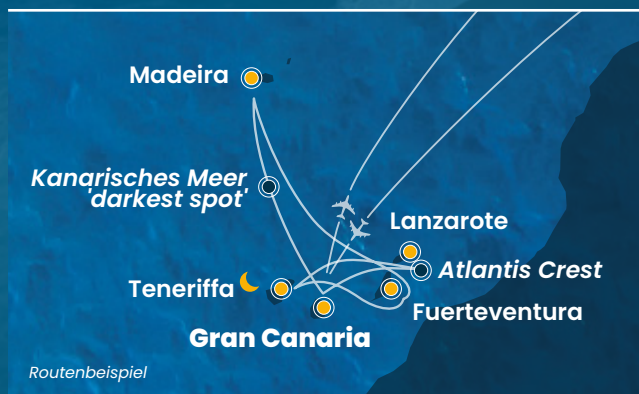 Madeira
Kanarisches Meer
'darkest spot'
Lanzarote
Atlantis Crest
Teneriffa
Fuerteventura
Gran Canaria
Routenbeispiel